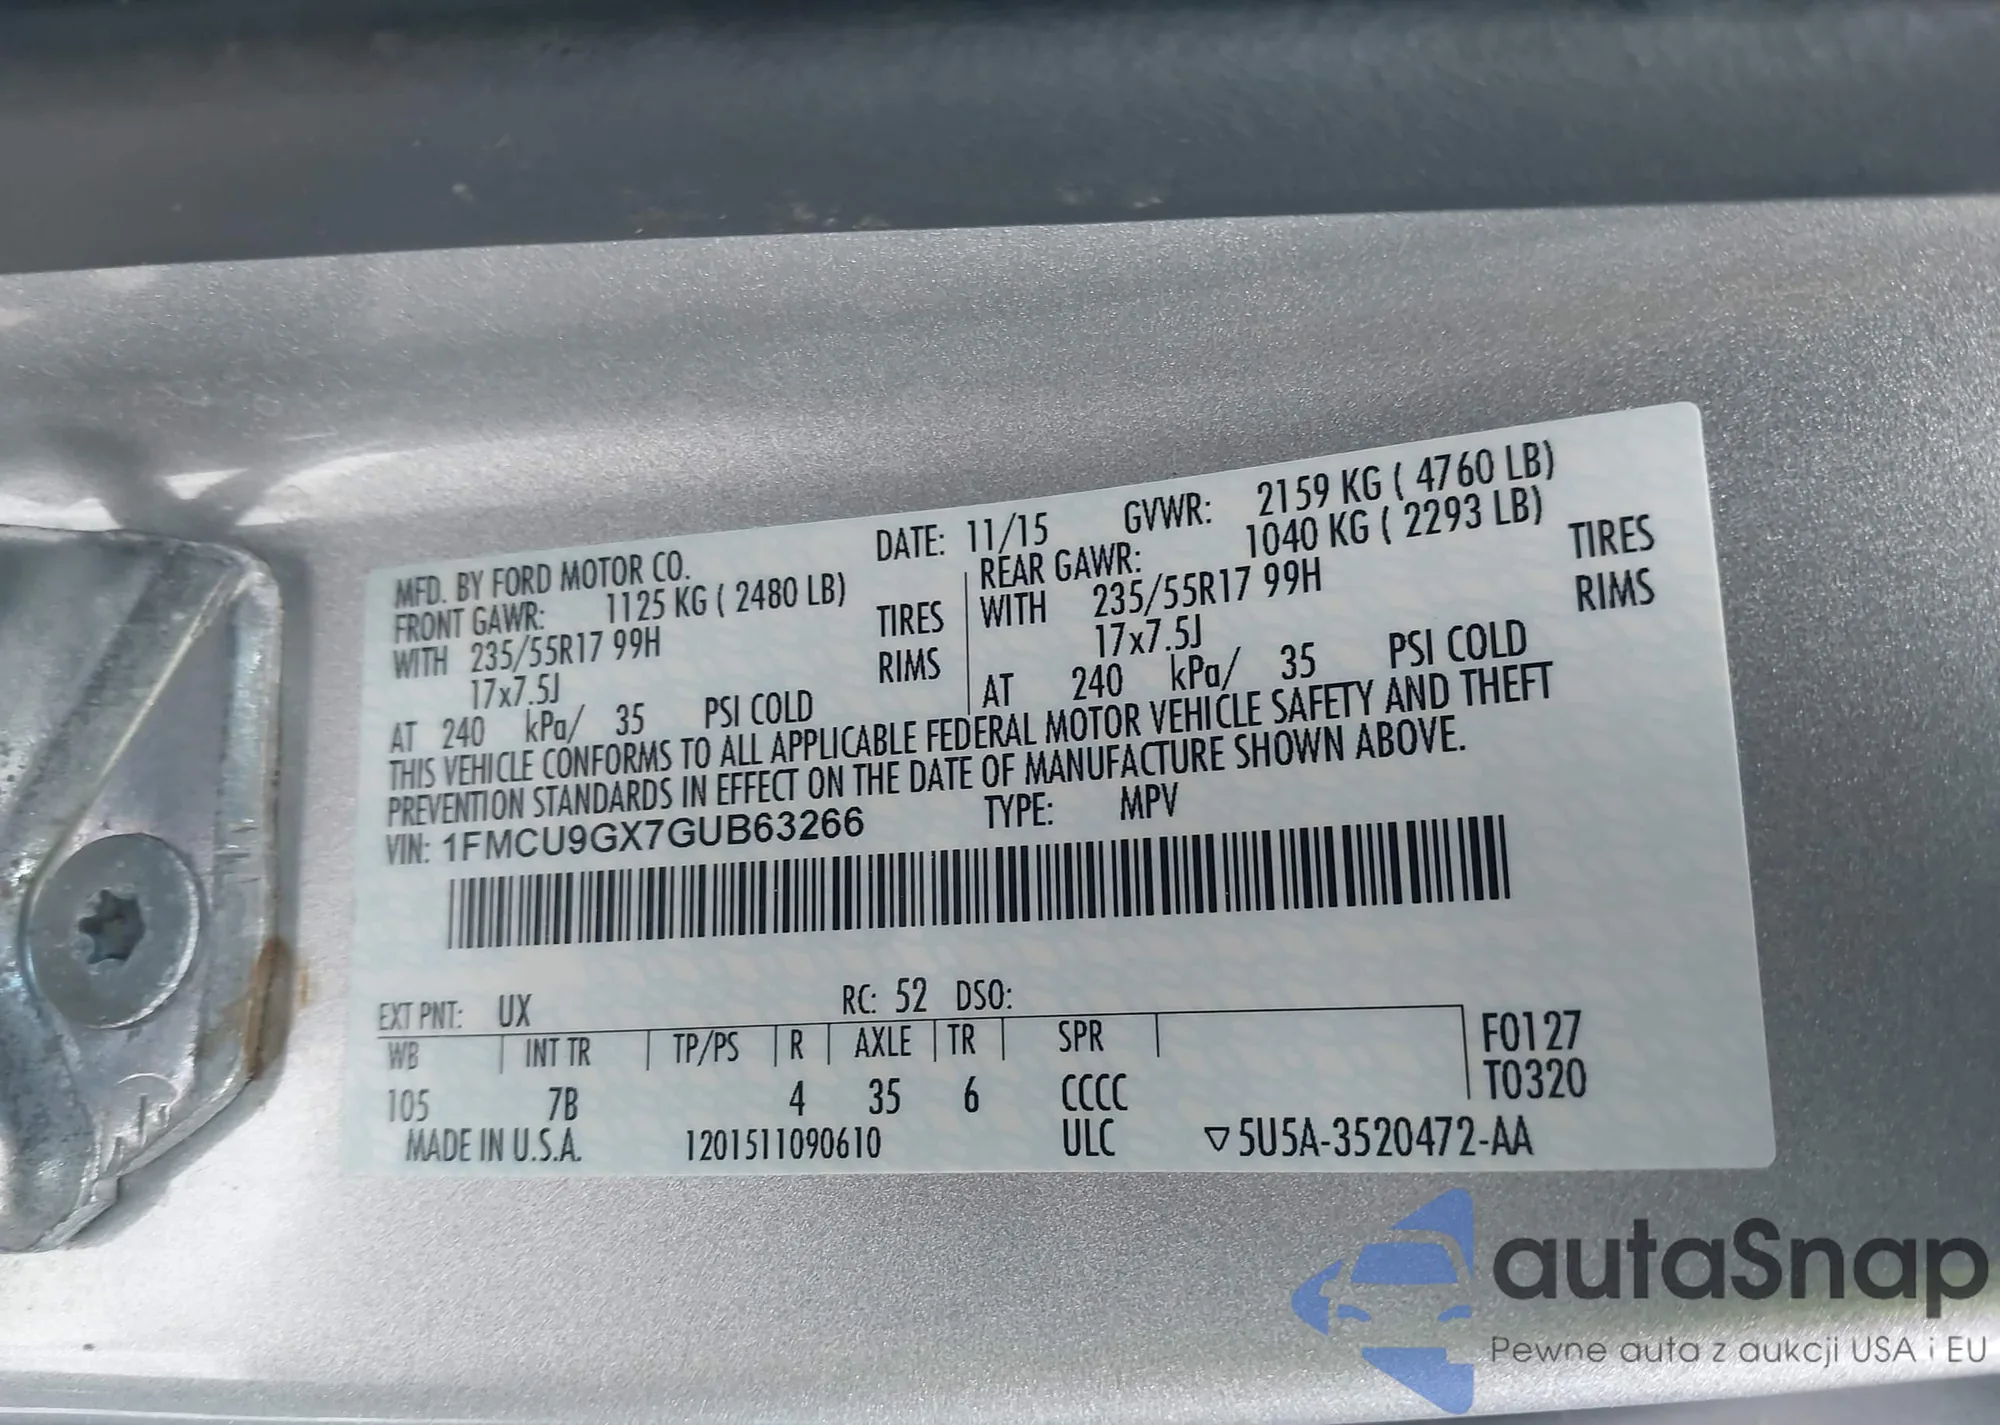 MFD. BY FORD MOTOR CO. DATE: 11/15 GVWR: 2159 KG ( 4760 LB)
FRONT GAWR: 1125 KG ( 2480 LB) REAR GAWR: 1040 KG ( 2293 LB)
WITH 235/55R17 99H TIRES WITH 235/55R17 99H TIRES
17x7.5J RIMS 17x7.5J RIMS
AT 240 kPa/ 35 PSI COLD AT 240 kPa/ 35 PSI COLD
THIS VEHICLE CONFORMS TO ALL APPLICABLE FEDERAL MOTOR VEHICLE SAFETY AND THEFT
PREVENTION STANDARDS IN EFFECT ON THE DATE OF MANUFACTURE SHOWN ABOVE.
VIN: 1FMCU9GX7GUB63266 TYPE: MPV
EXT PNT: UX RC: 52 DSO:
WB INT TR TP/PS R AXLE TR SPR F0127
105 7B 4 35 6 CCCC T0320
MADE IN U.S.A. 1201511090610 ULC ▽5U5A-3520472-AA
autaSnap
Pewne auta z aukcji USA i EU